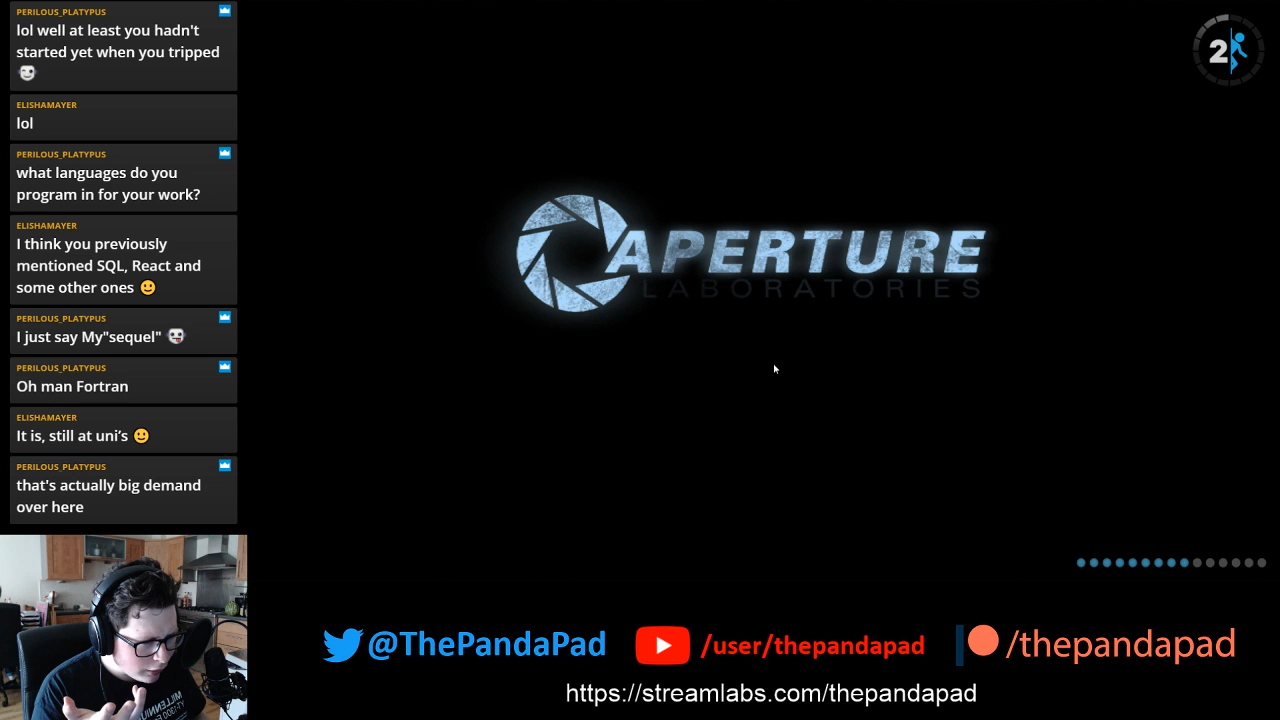 PERILOUS_PLATYPUS
lol well at least you hadn't
started yet when you tripped
ELISHAMAYER
lol
PERILOUS_PLATYPUS
what languages do you
program in for your work?
ELISHAMAYER
I think you previously
mentioned SQL, React and
some other ones
PERILOUS_PLATYPUS
I just say My"sequel"
PERILOUS_PLATYPUS
Oh man Fortran
ELISHAMAYER
It is, still at uni's
PERILOUS_PLATYPUS
that's actually big demand
over here
2
APERTURE
LABORATORIES
@ThePandaPad
/user/thepandapad
/thepandapad
https://streamlabs.com/thepandapad